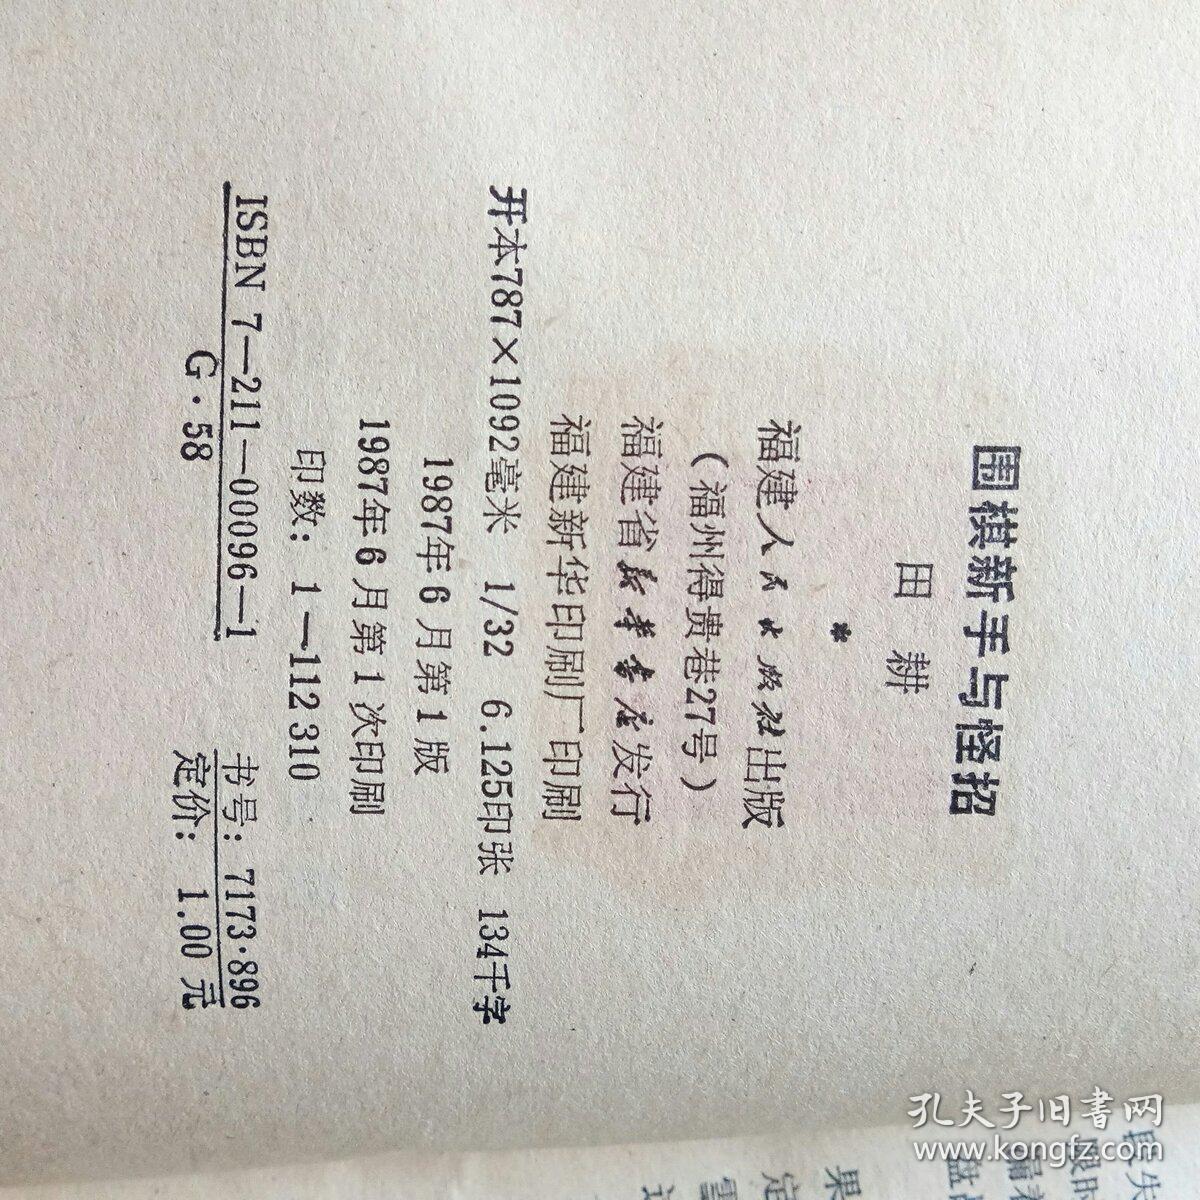 围棋新手与怪招
田耕
*
福建人民出版社出版
（福州得贵巷27号）
福建省新华书店发行
福建新华印刷厂印刷
开本787×1092毫米 1/32 6.125印张 134千字
1987年6月第1版
1987年6月第1次印刷
印数：1—112 310
ISBN 7—211—00096—1
G·58
书号：7173·896
定价：1.00元
孔夫子旧書网
www.kongfz.com